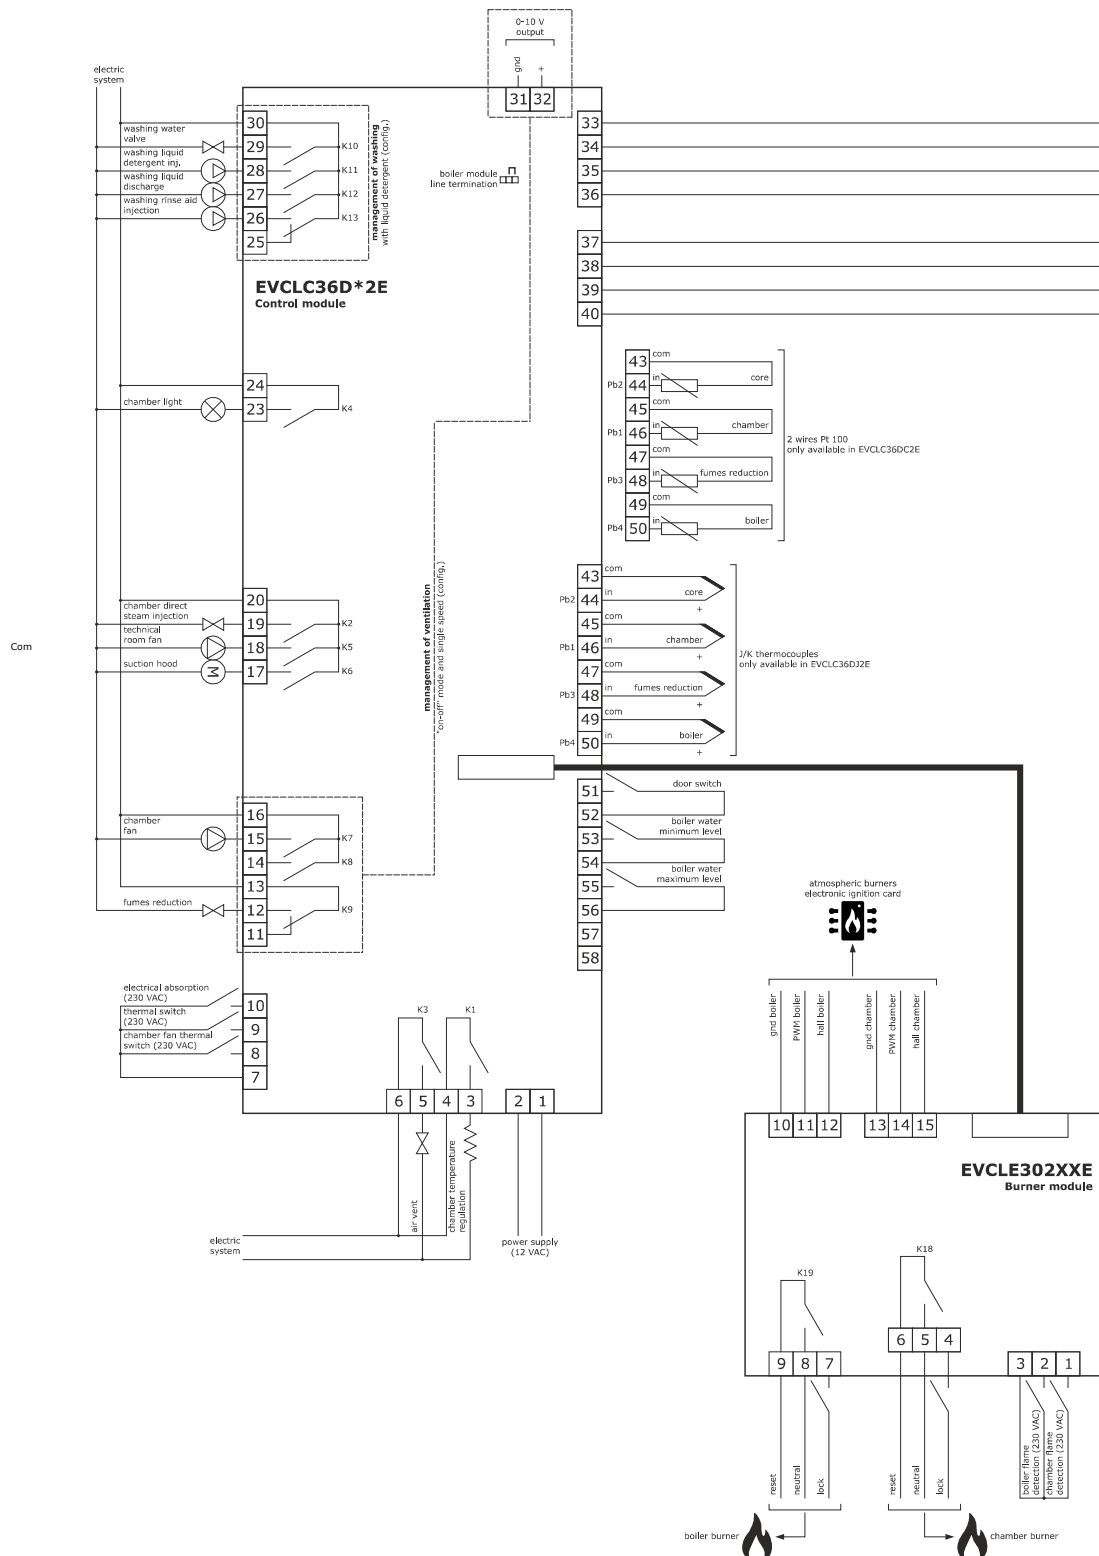 0-10 V
output
gnd
+
31
32
electric
system
30
29
28
27
26
25
washing water
valve
washing liquid
detergent inj.
washing liquid
discharge
washing rinse aid
injection
K10
K11
K12
K13
management of washing
with liquid detergent (config.)
boiler module
line termination
33
34
35
36
37
38
39
40
EVCLC36D*2E
Control module
24
23
chamber light
K4
43
44
45
46
47
48
49
50
com
in
core
com
in
chamber
com
in
fumes reduction
com
in
boiler
Pb2
Pb1
Pb3
Pb4
2 wires Pt 100
only available in EVCLC36DC2E
43
44
45
46
47
48
49
50
com
in
core
+
com
in
chamber
+
com
in
fumes reduction
+
com
in
boiler
+
Pb2
Pb1
Pb3
Pb4
J/K thermocouples
only available in EVCLC36DJ2E
20
19
18
17
chamber direct
steam injection
technical
room fan
suction hood
M
K2
K5
K6
Com
management of ventilation
"on-off" mode and single speed (config.)
51
52
53
54
55
56
57
58
door switch
boiler water
minimum level
boiler water
maximum level
16
15
14
13
12
11
chamber
fan
fumes reduction
K7
K8
K9
atmospheric burners
electronic ignition card
10
9
8
7
electrical absorption
(230 VAC)
thermal switch
(230 VAC)
chamber fan thermal
switch (230 VAC)
K3
K1
6
5
4
3
2
1
air vent
chamber temperature
regulation
electric
system
power supply
(12 VAC)
gnd boiler
PWM boiler
hall boiler
gnd chamber
PWM chamber
hall chamber
10
11
12
13
14
15
EVCLE302XXE
Burner module
K19
K18
9
8
7
6
5
4
3
2
1
reset
neutral
lock
reset
neutral
lock
boiler flame
detection (230 VAC)
chamber flame
detection (230 VAC)
boiler burner
chamber burner